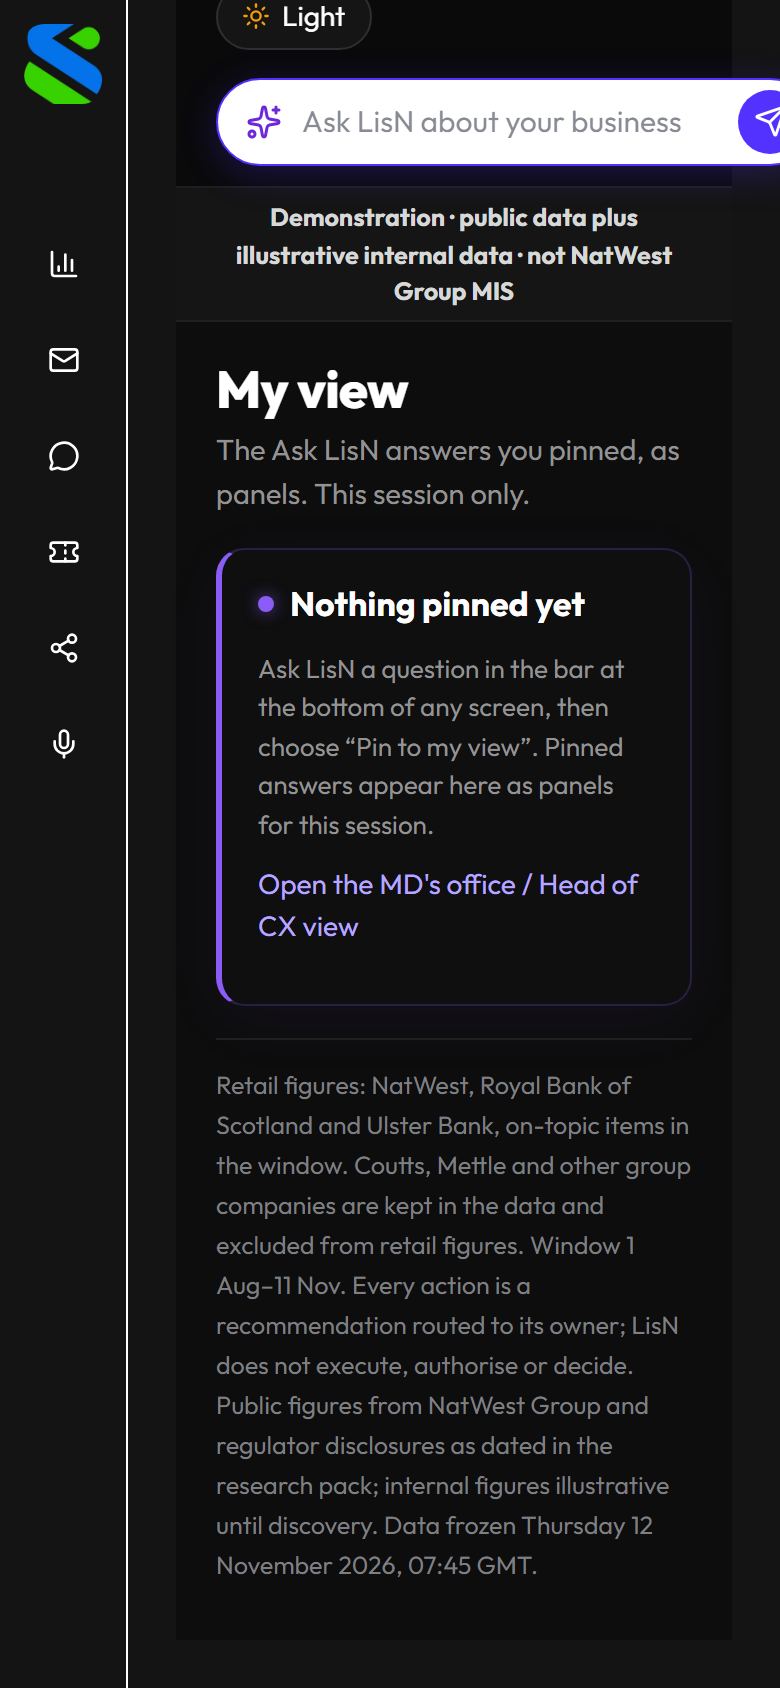 Light
Ask LisN about your business
Demonstration · public data plus
illustrative internal data · not NatWest
Group MIS
My view
The Ask LisN answers you pinned, as
panels. This session only.
Nothing pinned yet
Ask LisN a question in the bar at
the bottom of any screen, then
choose “Pin to my view”. Pinned
answers appear here as panels
for this session.
Open the MD's office / Head of
CX view
Retail figures: NatWest, Royal Bank of
Scotland and Ulster Bank, on-topic items in
the window. Coutts, Mettle and other group
companies are kept in the data and
excluded from retail figures. Window 1
Aug–11 Nov. Every action is a
recommendation routed to its owner; LisN
does not execute, authorise or decide.
Public figures from NatWest Group and
regulator disclosures as dated in the
research pack; internal figures illustrative
until discovery. Data frozen Thursday 12
November 2026, 07:45 GMT.